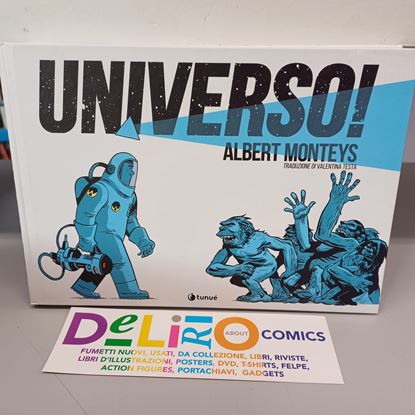 UNIVERSO!
ALBERT MONTEYS
TRADUZIONE DI VALENTINA TESTA
tunué
DeLiRiO ABOUT COMICS
FUMETTI NUOVI, USATI, DA COLLEZIONE, LIBRI, RIVISTE,
LIBRI D'ILLUSTRAZIONI, POSTERS, DVD, T-SHIRTS, FELPE,
ACTION FIGURES, PORTACHIAVI, GADGETS